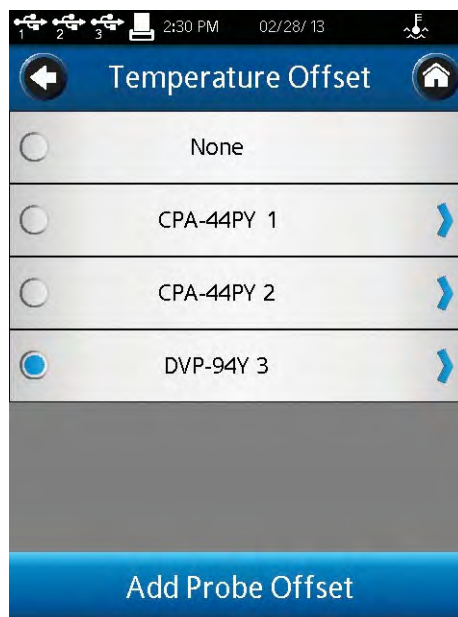 1 2 3 2:30 PM 02/28/13 E
Temperature Offset
None
CPA-44PY 1
CPA-44PY 2
DVP-94Y 3
Add Probe Offset